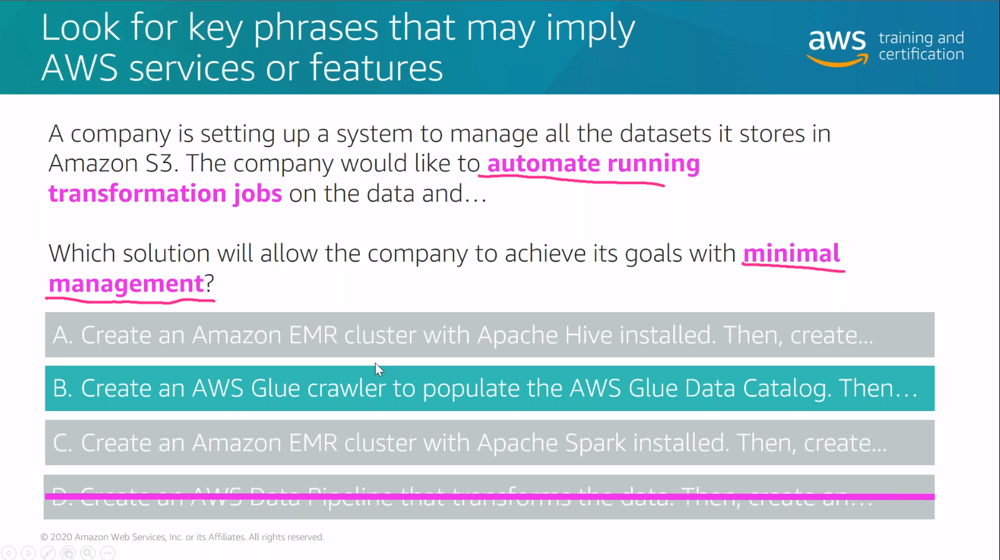 Look for key phrases that may imply
AWS services or features
aws training and
certification
A company is setting up a system to manage all the datasets it stores in
Amazon S3. The company would like to automate running
transformation jobs on the data and…
Which solution will allow the company to achieve its goals with minimal
management?
A. Create an Amazon EMR cluster with Apache Hive installed. Then, create...
B. Create an AWS Glue crawler to populate the AWS Glue Data Catalog. Then…
C. Create an Amazon EMR cluster with Apache Spark installed. Then, create...
D. Create an AWS Data Pipeline that transforms the data. Then, create an…
© 2020 Amazon Web Services, Inc. or its Affiliates. All rights reserved.